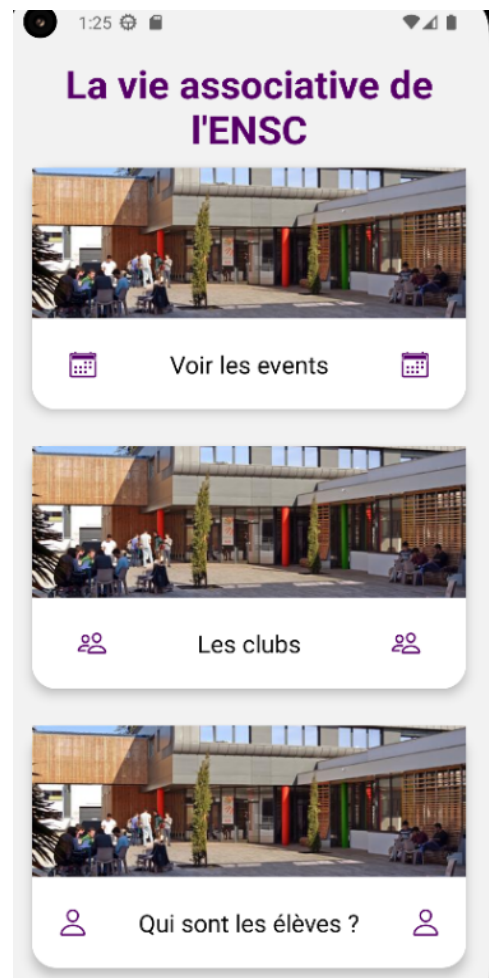 1:25
La vie associative de
l'ENSC
Voir les events
Les clubs
Qui sont les élèves ?